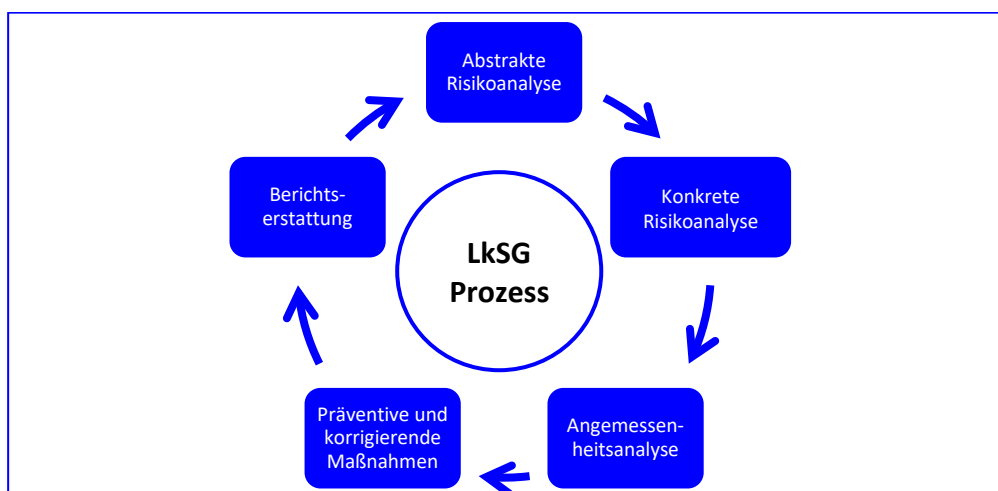 Abstrakte
Risikoanalyse
Konkrete
Risikoanalyse
Angemessen-
heitsanalyse
Präventive und
korrigierende
Maßnahmen
Berichts-
erstattung
LkSG
Prozess